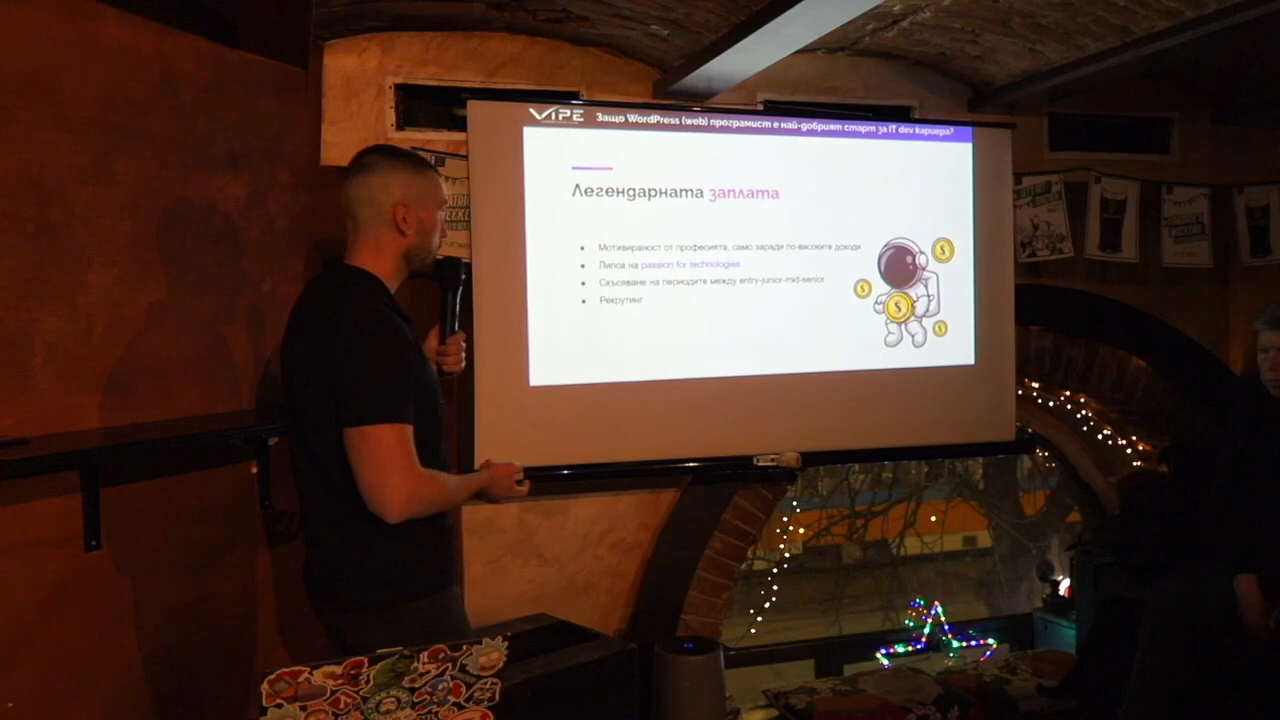 VIPE
Защо WordPress (web) програмист е най-добрият старт за IT dev кариера?
Легендарната заплата
Мотивираност от професията, само заради по-високите доходи
Липса на passion for technologies
Скъсяване на периодите между entry-junior-mid-senior
Рекрутинг